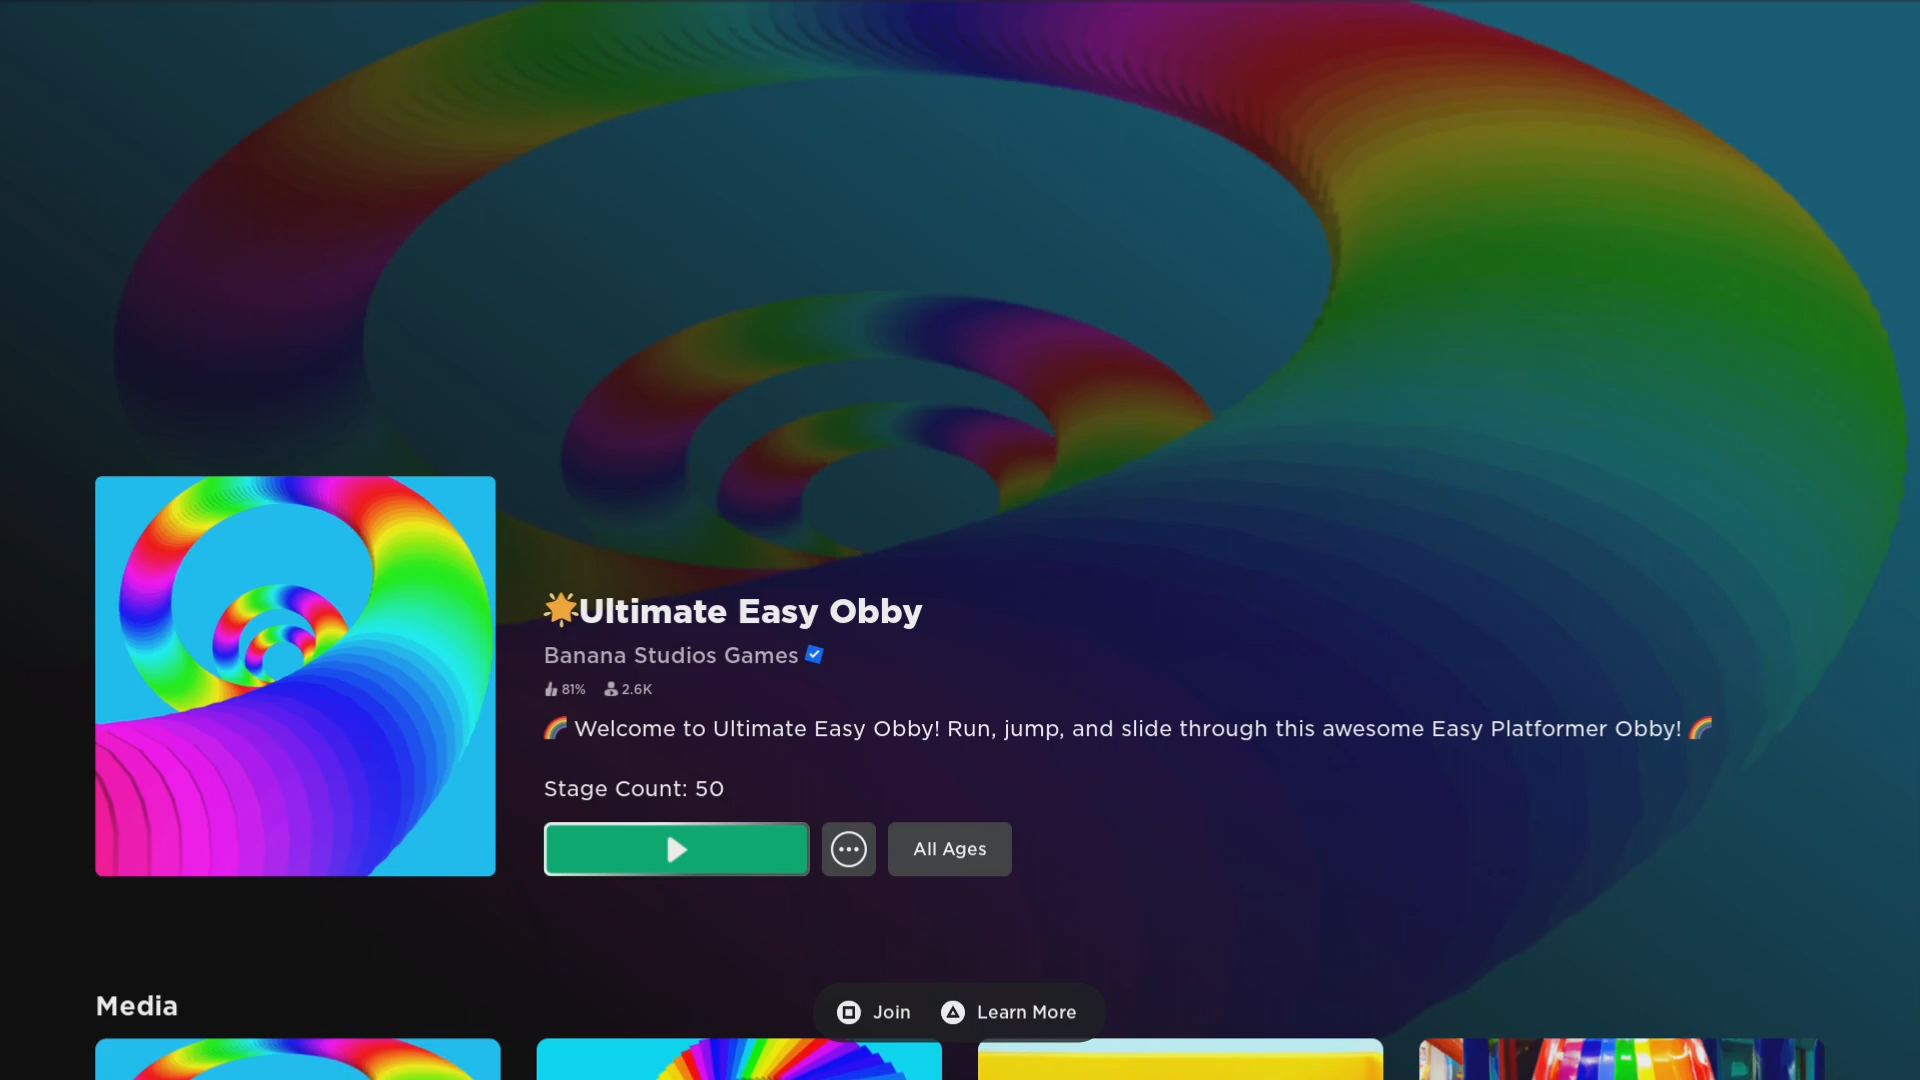 🌟Ultimate Easy Obby
Banana Studios Games
81% 2.6K
🌈 Welcome to Ultimate Easy Obby! Run, jump, and slide through this awesome Easy Platformer Obby! 🌈
Stage Count: 50
All Ages
Media
Join Learn More